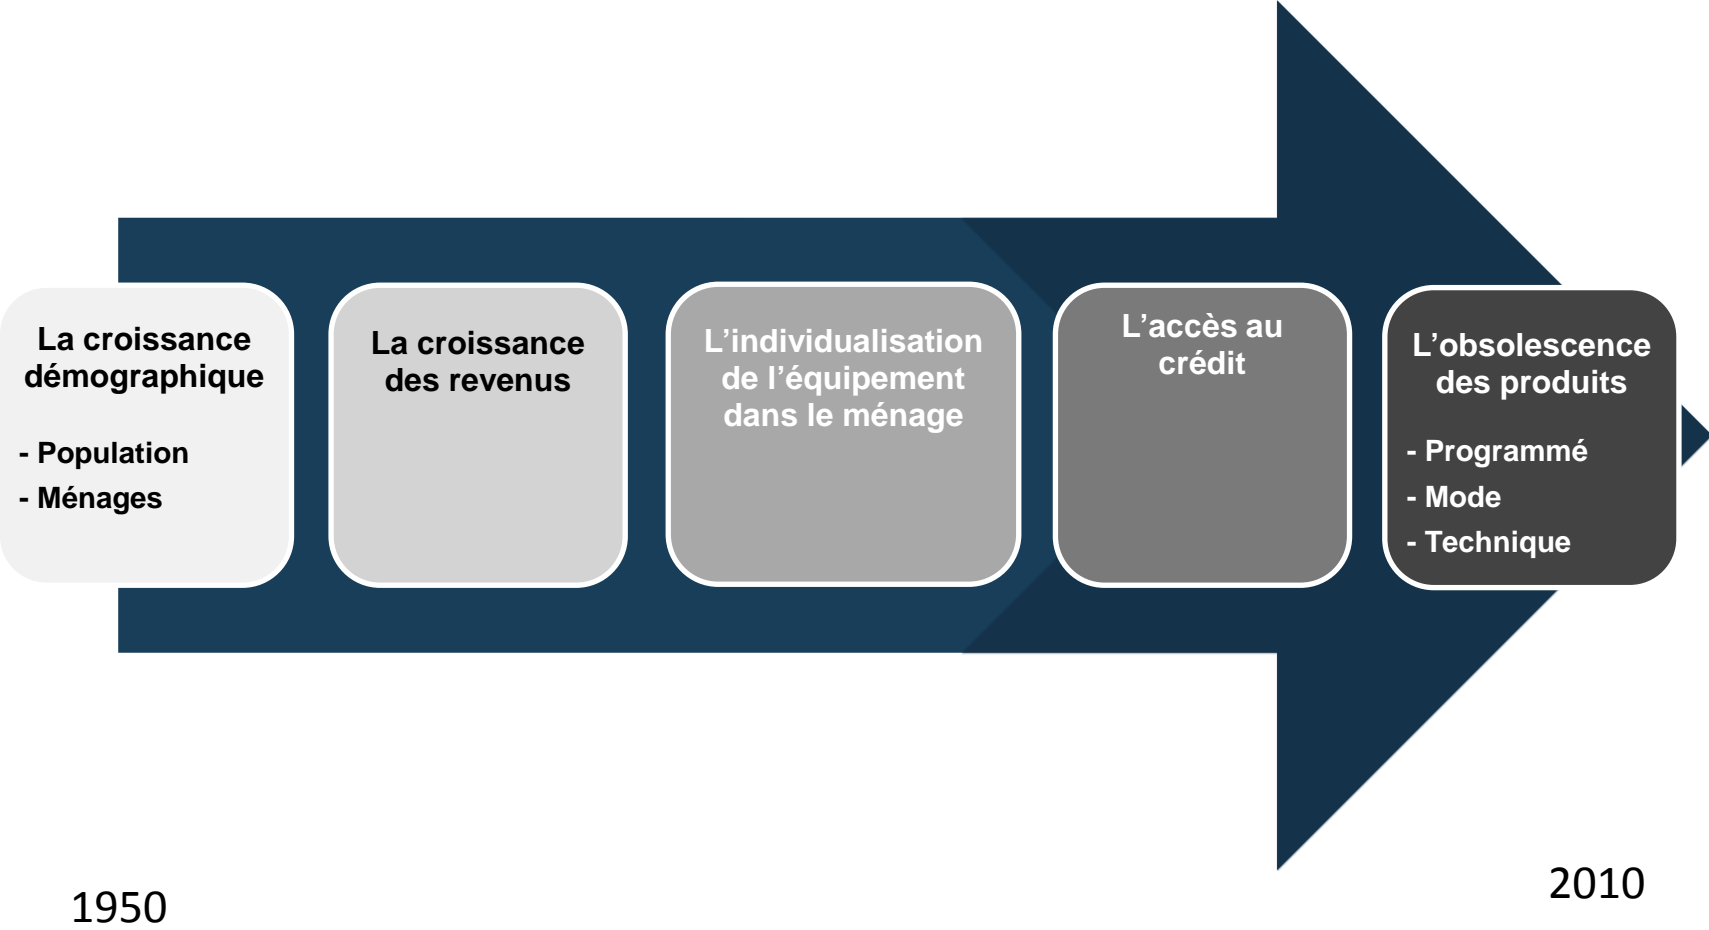 La croissance
démographique
- Population
- Ménages
La croissance
des revenus
L’individualisation
de l’équipement
dans le ménage
L’accès au
crédit
L’obsolescence
des produits
- Programmé
- Mode
- Technique
1950
2010